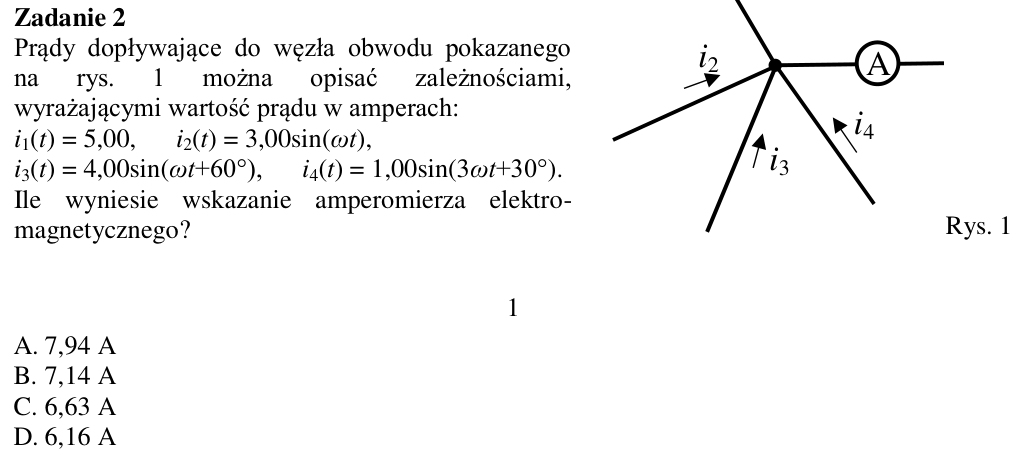 Zadanie 2
Prądy dopływające do węzła obwodu pokazanego
na rys. 1 można opisać zależnościami,
wyrażającymi wartość prądu w amperach:
i₁(t) = 5,00, i₂(t) = 3,00sin(ωt),
i₃(t) = 4,00sin(ωt+60°), i₄(t) = 1,00sin(3ωt+30°).
Ile wyniesie wskazanie amperomierza elektro-
magnetycznego?
i₂
A
i₄
i₃
Rys. 1
1
A. 7,94 A
B. 7,14 A
C. 6,63 A
D. 6,16 A